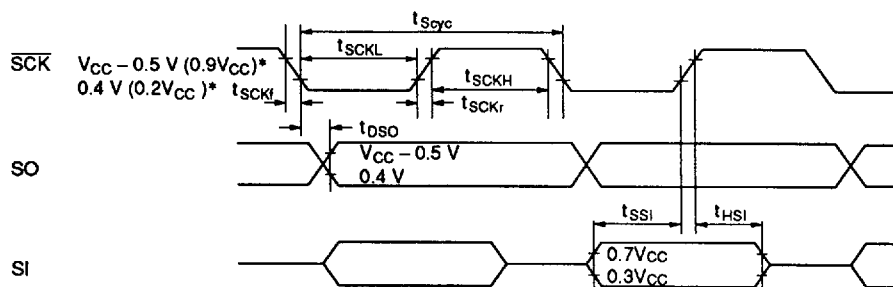 tScyc
SCK VCC – 0.5 V (0.9VCC)* tSCKL
0.4 V (0.2VCC)* tSCKH
tSCKf tSCKr
tDSO
SO VCC – 0.5 V
0.4 V
tSSI tHSI
SI 0.7VCC
0.3VCC